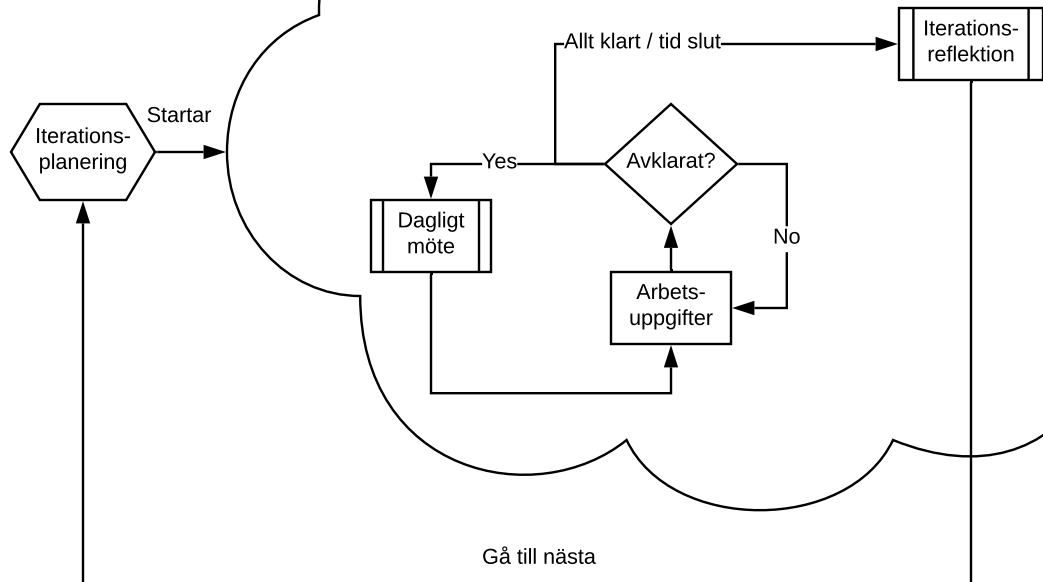 Iterations-
reflektion
Allt klart / tid slut
Startar
Iterations-
planering
Avklarat?
Yes
Dagligt
möte
No
Arbets-
uppgifter
Gå till nästa